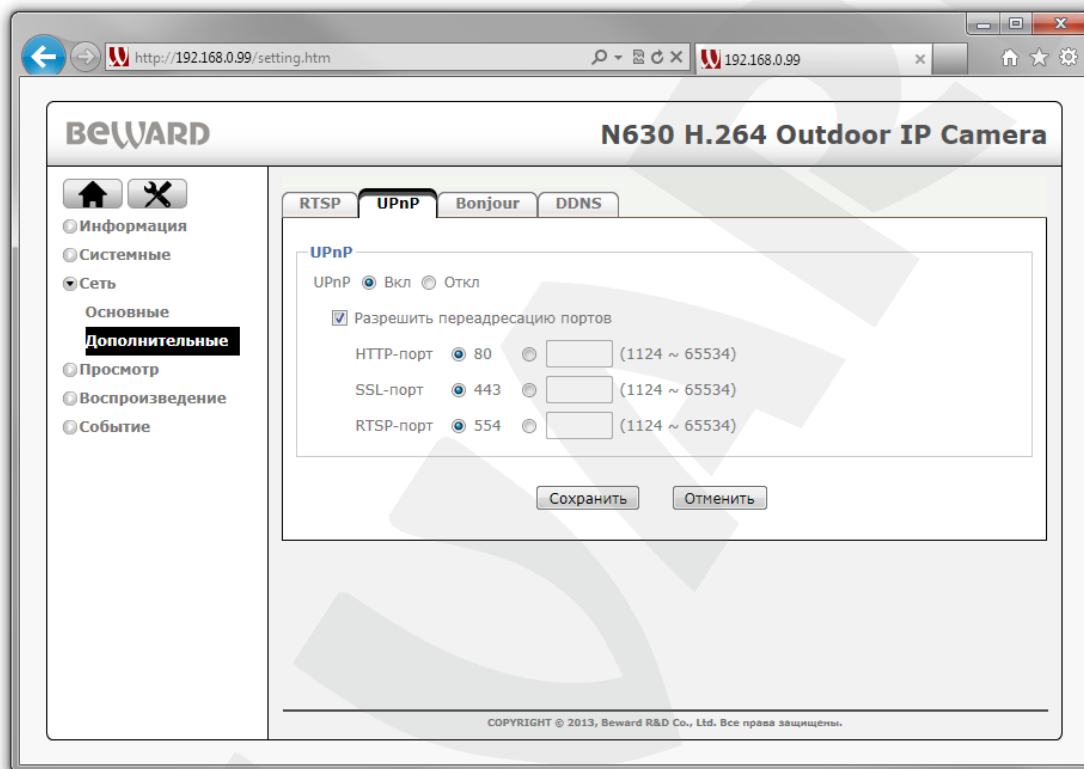 http://192.168.0.99/setting.htm
192.168.0.99
BEWARD
N630 H.264 Outdoor IP Camera
Информация
Системные
Сеть
Основные
Дополнительные
Просмотр
Воспроизведение
Событие
RTSP UPnP Bonjour DDNS
UPnP
UPnP Вкл Откл
Разрешить переадресацию портов
HTTP-порт 80 (1124 ~ 65534)
SSL-порт 443 (1124 ~ 65534)
RTSP-порт 554 (1124 ~ 65534)
Сохранить Отменить
COPYRIGHT © 2013, Beward R&D Co., Ltd. Все права защищены.